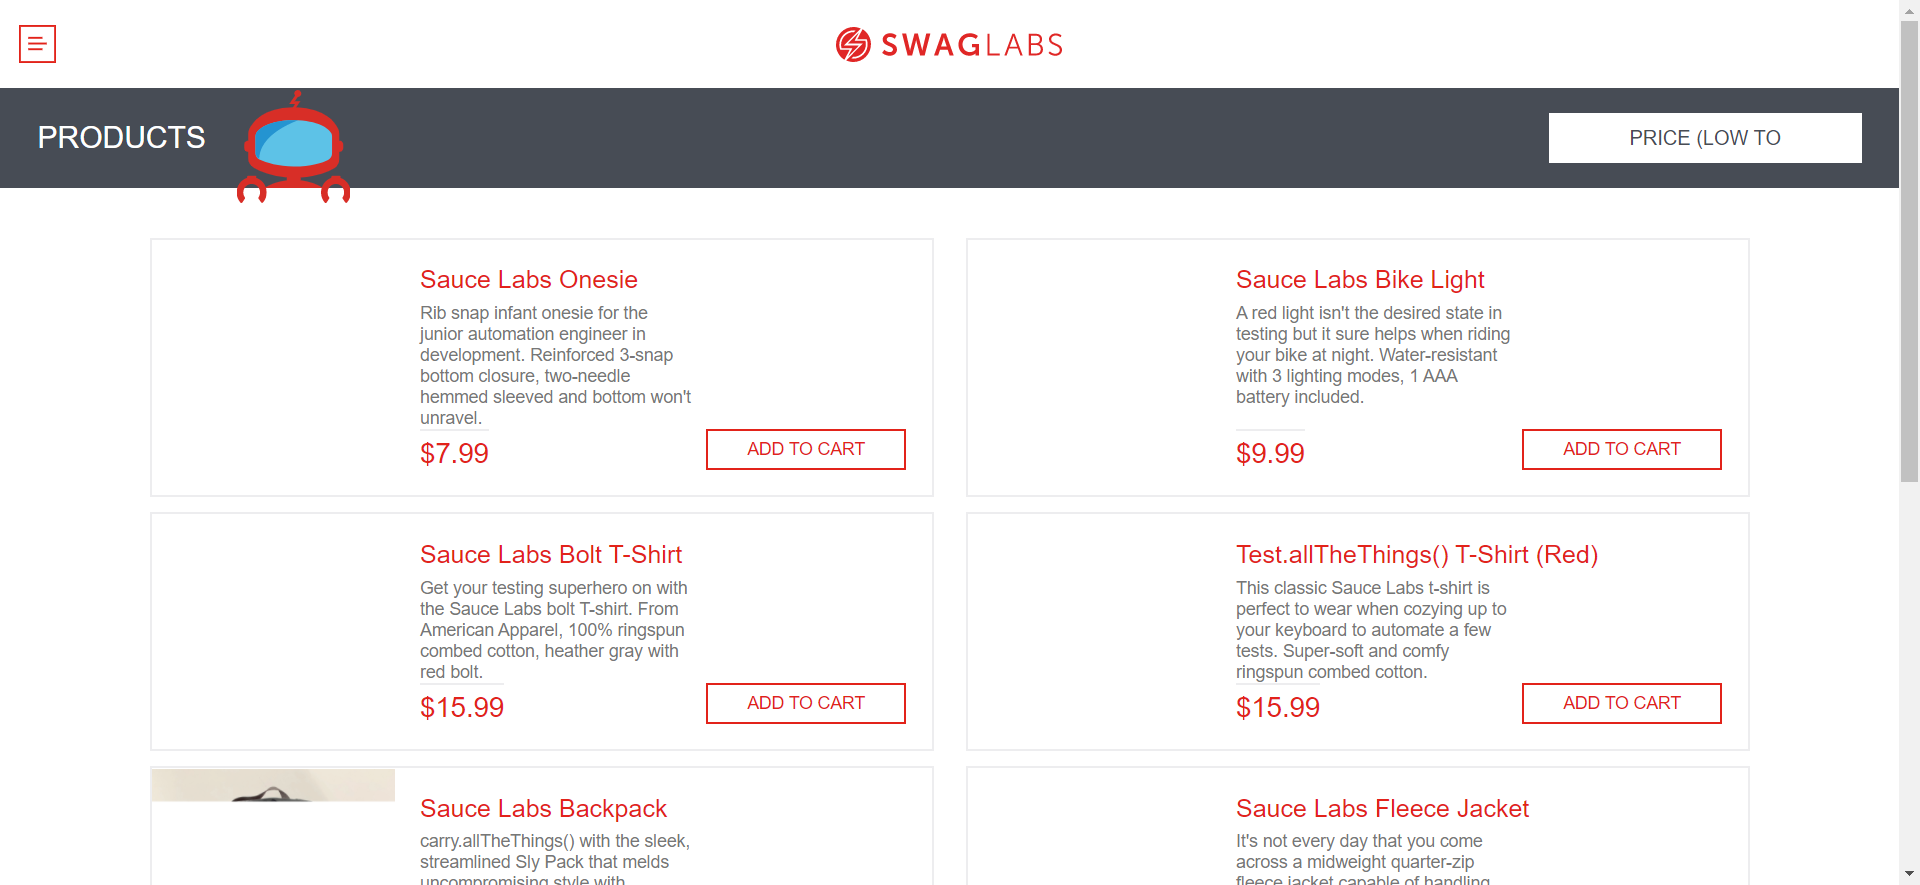 SWAGLABS
PRODUCTS
PRICE (LOW TO
Sauce Labs Onesie
Rib snap infant onesie for the
junior automation engineer in
development. Reinforced 3-snap
bottom closure, two-needle
hemmed sleeved and bottom won't
unravel.
$7.99
ADD TO CART
Sauce Labs Bike Light
A red light isn't the desired state in
testing but it sure helps when riding
your bike at night. Water-resistant
with 3 lighting modes, 1 AAA
battery included.
$9.99
ADD TO CART
Sauce Labs Bolt T-Shirt
Get your testing superhero on with
the Sauce Labs bolt T-shirt. From
American Apparel, 100% ringspun
combed cotton, heather gray with
red bolt.
$15.99
ADD TO CART
Test.allTheThings() T-Shirt (Red)
This classic Sauce Labs t-shirt is
perfect to wear when cozying up to
your keyboard to automate a few
tests. Super-soft and comfy
ringspun combed cotton.
$15.99
ADD TO CART
Sauce Labs Backpack
carry.allTheThings() with the sleek,
streamlined Sly Pack that melds
uncompromising style with
Sauce Labs Fleece Jacket
It's not every day that you come
across a midweight quarter-zip
fleece jacket capable of handling